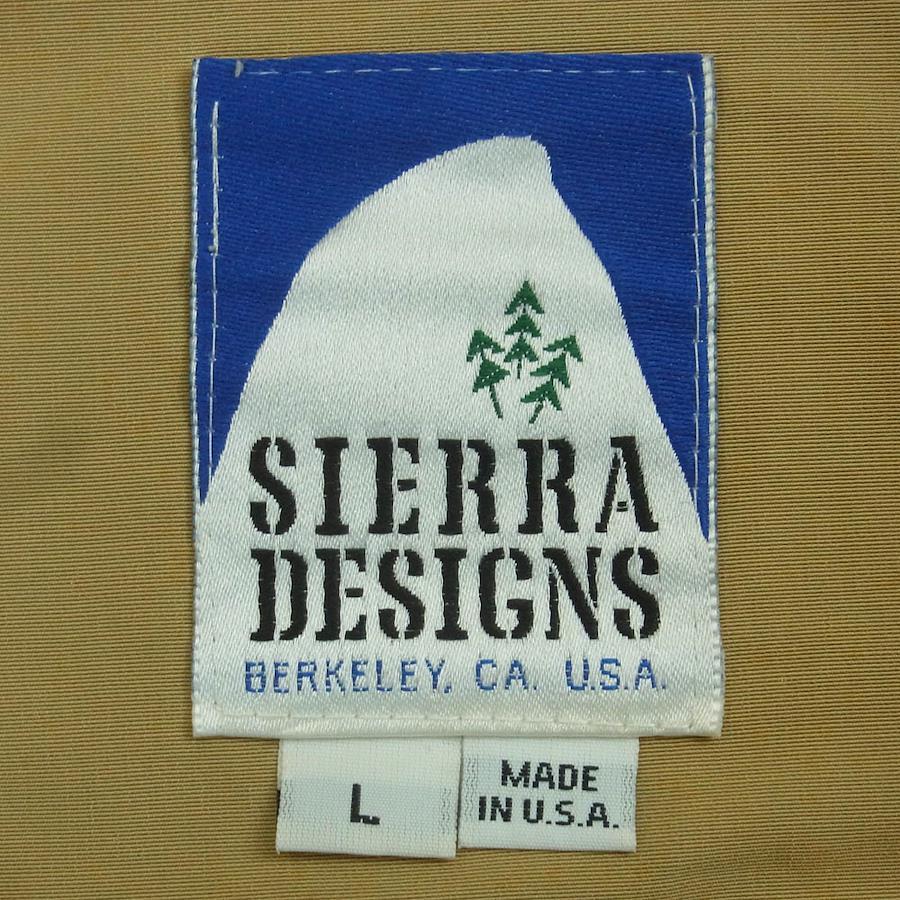 SIERRA
DESIGNS
BERKELEY, CA. U.S.A.
L
MADE
IN U.S.A.